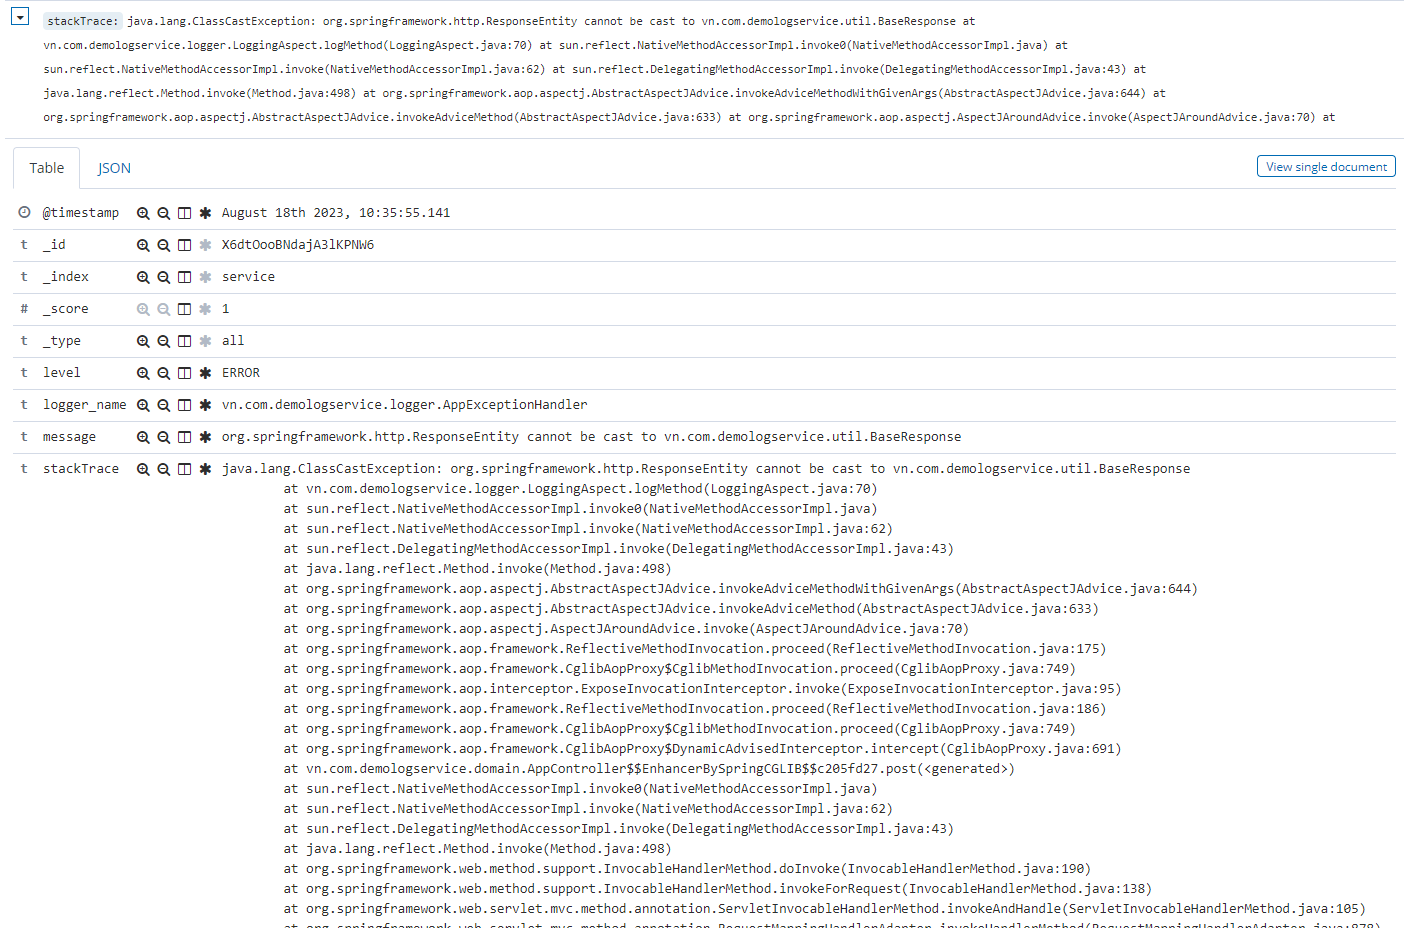 stackTrace: java.lang.ClassCastException: org.springframework.http.ResponseEntity cannot be cast to vn.com.demologservice.util.BaseResponse at
vn.com.demologservice.logger.LoggingAspect.logMethod(LoggingAspect.java:70) at sun.reflect.NativeMethodAccessorImpl.invoke0(NativeMethodAccessorImpl.java) at
sun.reflect.NativeMethodAccessorImpl.invoke(NativeMethodAccessorImpl.java:62) at sun.reflect.DelegatingMethodAccessorImpl.invoke(DelegatingMethodAccessorImpl.java:43) at
java.lang.reflect.Method.invoke(Method.java:498) at org.springframework.aop.aspectj.AbstractAspectJAdvice.invokeAdviceMethodWithGivenArgs(AbstractAspectJAdvice.java:644) at
org.springframework.aop.aspectj.AbstractAspectJAdvice.invokeAdviceMethod(AbstractAspectJAdvice.java:633) at org.springframework.aop.aspectj.AspectJAroundAdvice.invoke(AspectJAroundAdvice.java:70) at
Table JSON View single document
@timestamp August 18th 2023, 10:35:55.141
t _id X6dtOooBNdajA3lKPNW6
t _index service
# _score 1
t _type all
t level ERROR
t logger_name vn.com.demologservice.logger.AppExceptionHandler
t message org.springframework.http.ResponseEntity cannot be cast to vn.com.demologservice.util.BaseResponse
t stackTrace java.lang.ClassCastException: org.springframework.http.ResponseEntity cannot be cast to vn.com.demologservice.util.BaseResponse
at vn.com.demologservice.logger.LoggingAspect.logMethod(LoggingAspect.java:70)
at sun.reflect.NativeMethodAccessorImpl.invoke0(NativeMethodAccessorImpl.java)
at sun.reflect.NativeMethodAccessorImpl.invoke(NativeMethodAccessorImpl.java:62)
at sun.reflect.DelegatingMethodAccessorImpl.invoke(DelegatingMethodAccessorImpl.java:43)
at java.lang.reflect.Method.invoke(Method.java:498)
at org.springframework.aop.aspectj.AbstractAspectJAdvice.invokeAdviceMethodWithGivenArgs(AbstractAspectJAdvice.java:644)
at org.springframework.aop.aspectj.AbstractAspectJAdvice.invokeAdviceMethod(AbstractAspectJAdvice.java:633)
at org.springframework.aop.aspectj.AspectJAroundAdvice.invoke(AspectJAroundAdvice.java:70)
at org.springframework.aop.framework.ReflectiveMethodInvocation.proceed(ReflectiveMethodInvocation.java:175)
at org.springframework.aop.framework.CglibAopProxy$CglibMethodInvocation.proceed(CglibAopProxy.java:749)
at org.springframework.aop.interceptor.ExposeInvocationInterceptor.invoke(ExposeInvocationInterceptor.java:95)
at org.springframework.aop.framework.ReflectiveMethodInvocation.proceed(ReflectiveMethodInvocation.java:186)
at org.springframework.aop.framework.CglibAopProxy$CglibMethodInvocation.proceed(CglibAopProxy.java:749)
at org.springframework.aop.framework.CglibAopProxy$DynamicAdvisedInterceptor.intercept(CglibAopProxy.java:691)
at vn.com.demologservice.domain.AppController$$EnhancerBySpringCGLIB$$c205fd27.post(<generated>)
at sun.reflect.NativeMethodAccessorImpl.invoke0(NativeMethodAccessorImpl.java)
at sun.reflect.NativeMethodAccessorImpl.invoke(NativeMethodAccessorImpl.java:62)
at sun.reflect.DelegatingMethodAccessorImpl.invoke(DelegatingMethodAccessorImpl.java:43)
at java.lang.reflect.Method.invoke(Method.java:498)
at org.springframework.web.method.support.InvocableHandlerMethod.doInvoke(InvocableHandlerMethod.java:190)
at org.springframework.web.method.support.InvocableHandlerMethod.invokeForRequest(InvocableHandlerMethod.java:138)
at org.springframework.web.servlet.mvc.method.annotation.ServletInvocableHandlerMethod.invokeAndHandle(ServletInvocableHandlerMethod.java:105)
at org.springframework.web.servlet.mvc.method.annotation.RequestMappingHandlerAdapter.invokeHandlerMethod(RequestMappingHandlerAdapter.java:878)